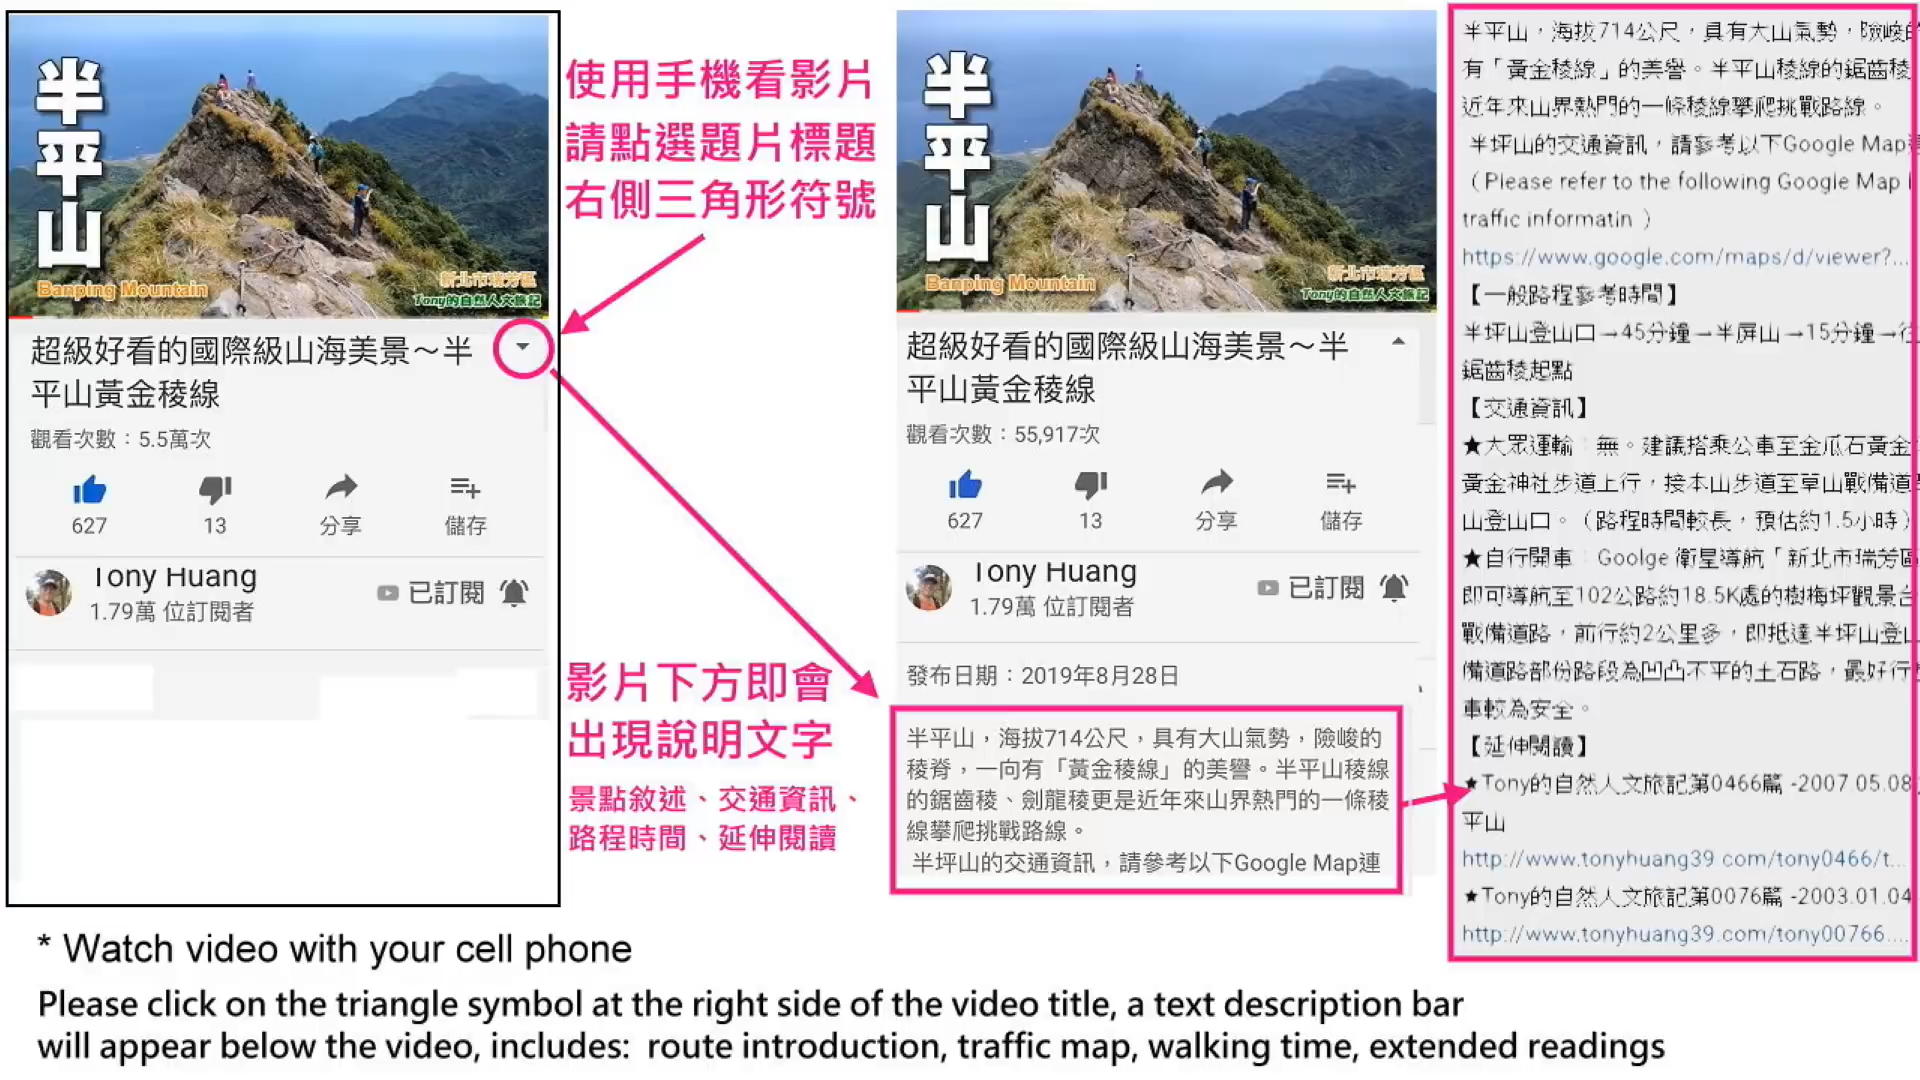 半平山
Banping Mountain
新北市瑞芳區
Tony的自然人文旅記
超級好看的國際級山海美景～半
平山黃金稜線
觀看次數：5.5萬次
627
13
分享
儲存
Tony Huang
1.79萬 位訂閱者
已訂閱
使用手機看影片
請點選題片標題
右側三角形符號
影片下方即會
出現說明文字
景點敘述、交通資訊、
路程時間、延伸閱讀
半平山
Banping Mountain
新北市瑞芳區
Tony的自然人文旅記
超級好看的國際級山海美景～半
平山黃金稜線
觀看次數：55,917次
627
13
分享
儲存
Tony Huang
1.79萬 位訂閱者
已訂閱
發布日期：2019年8月28日
半平山，海拔714公尺，具有大山氣勢，險峻的
稜脊，一向有「黃金稜線」的美譽。半平山稜線
的鋸齒稜、劍龍稜更是近年來山界熱門的一條稜
線攀爬挑戰路線。
半坪山的交通資訊，請參考以下Google Map連
半平山，海拔714公尺，具有大山氣勢，險峻的
有「黃金稜線」的美譽。半平山稜線的鋸齒稜
近年來山界熱門的一條稜線攀爬挑戰路線。
半坪山的交通資訊，請參考以下Google Map連
（Please refer to the following Google Map
traffic informatin ）
https://www.google.com/maps/d/viewer?...
【一般路程參考時間】
半坪山登山口→45分鐘→半屏山→15分鐘→往
鋸齒稜起點
【交通資訊】
★大眾運輸：無。建議搭乘公車至金瓜石黃金
黃金神社步道上行，接本山步道至草山戰備道
山登山口。（路程時間較長，預估約1.5小時）
★自行開車：Goolge 衛星導航「新北市瑞芳區
即可導航至102公路約18.5K處的樹梅坪觀景台
戰備道路，前行約2公里多，即抵達半坪山登山
備道路部份路段為凹凸不平的土石路，最好行
車較為安全。
【延伸閱讀】
★Tony的自然人文旅記第0466篇 -2007.05.08
平山
http://www.tonyhuang39.com/tony0466/t...
★Tony的自然人文旅記第0076篇 -2003.01.04
http://www.tonyhuang39.com/tony00766....
* Watch video with your cell phone
Please click on the triangle symbol at the right side of the video title, a text description bar
will appear below the video, includes:  route introduction, traffic map, walking time, extended readings